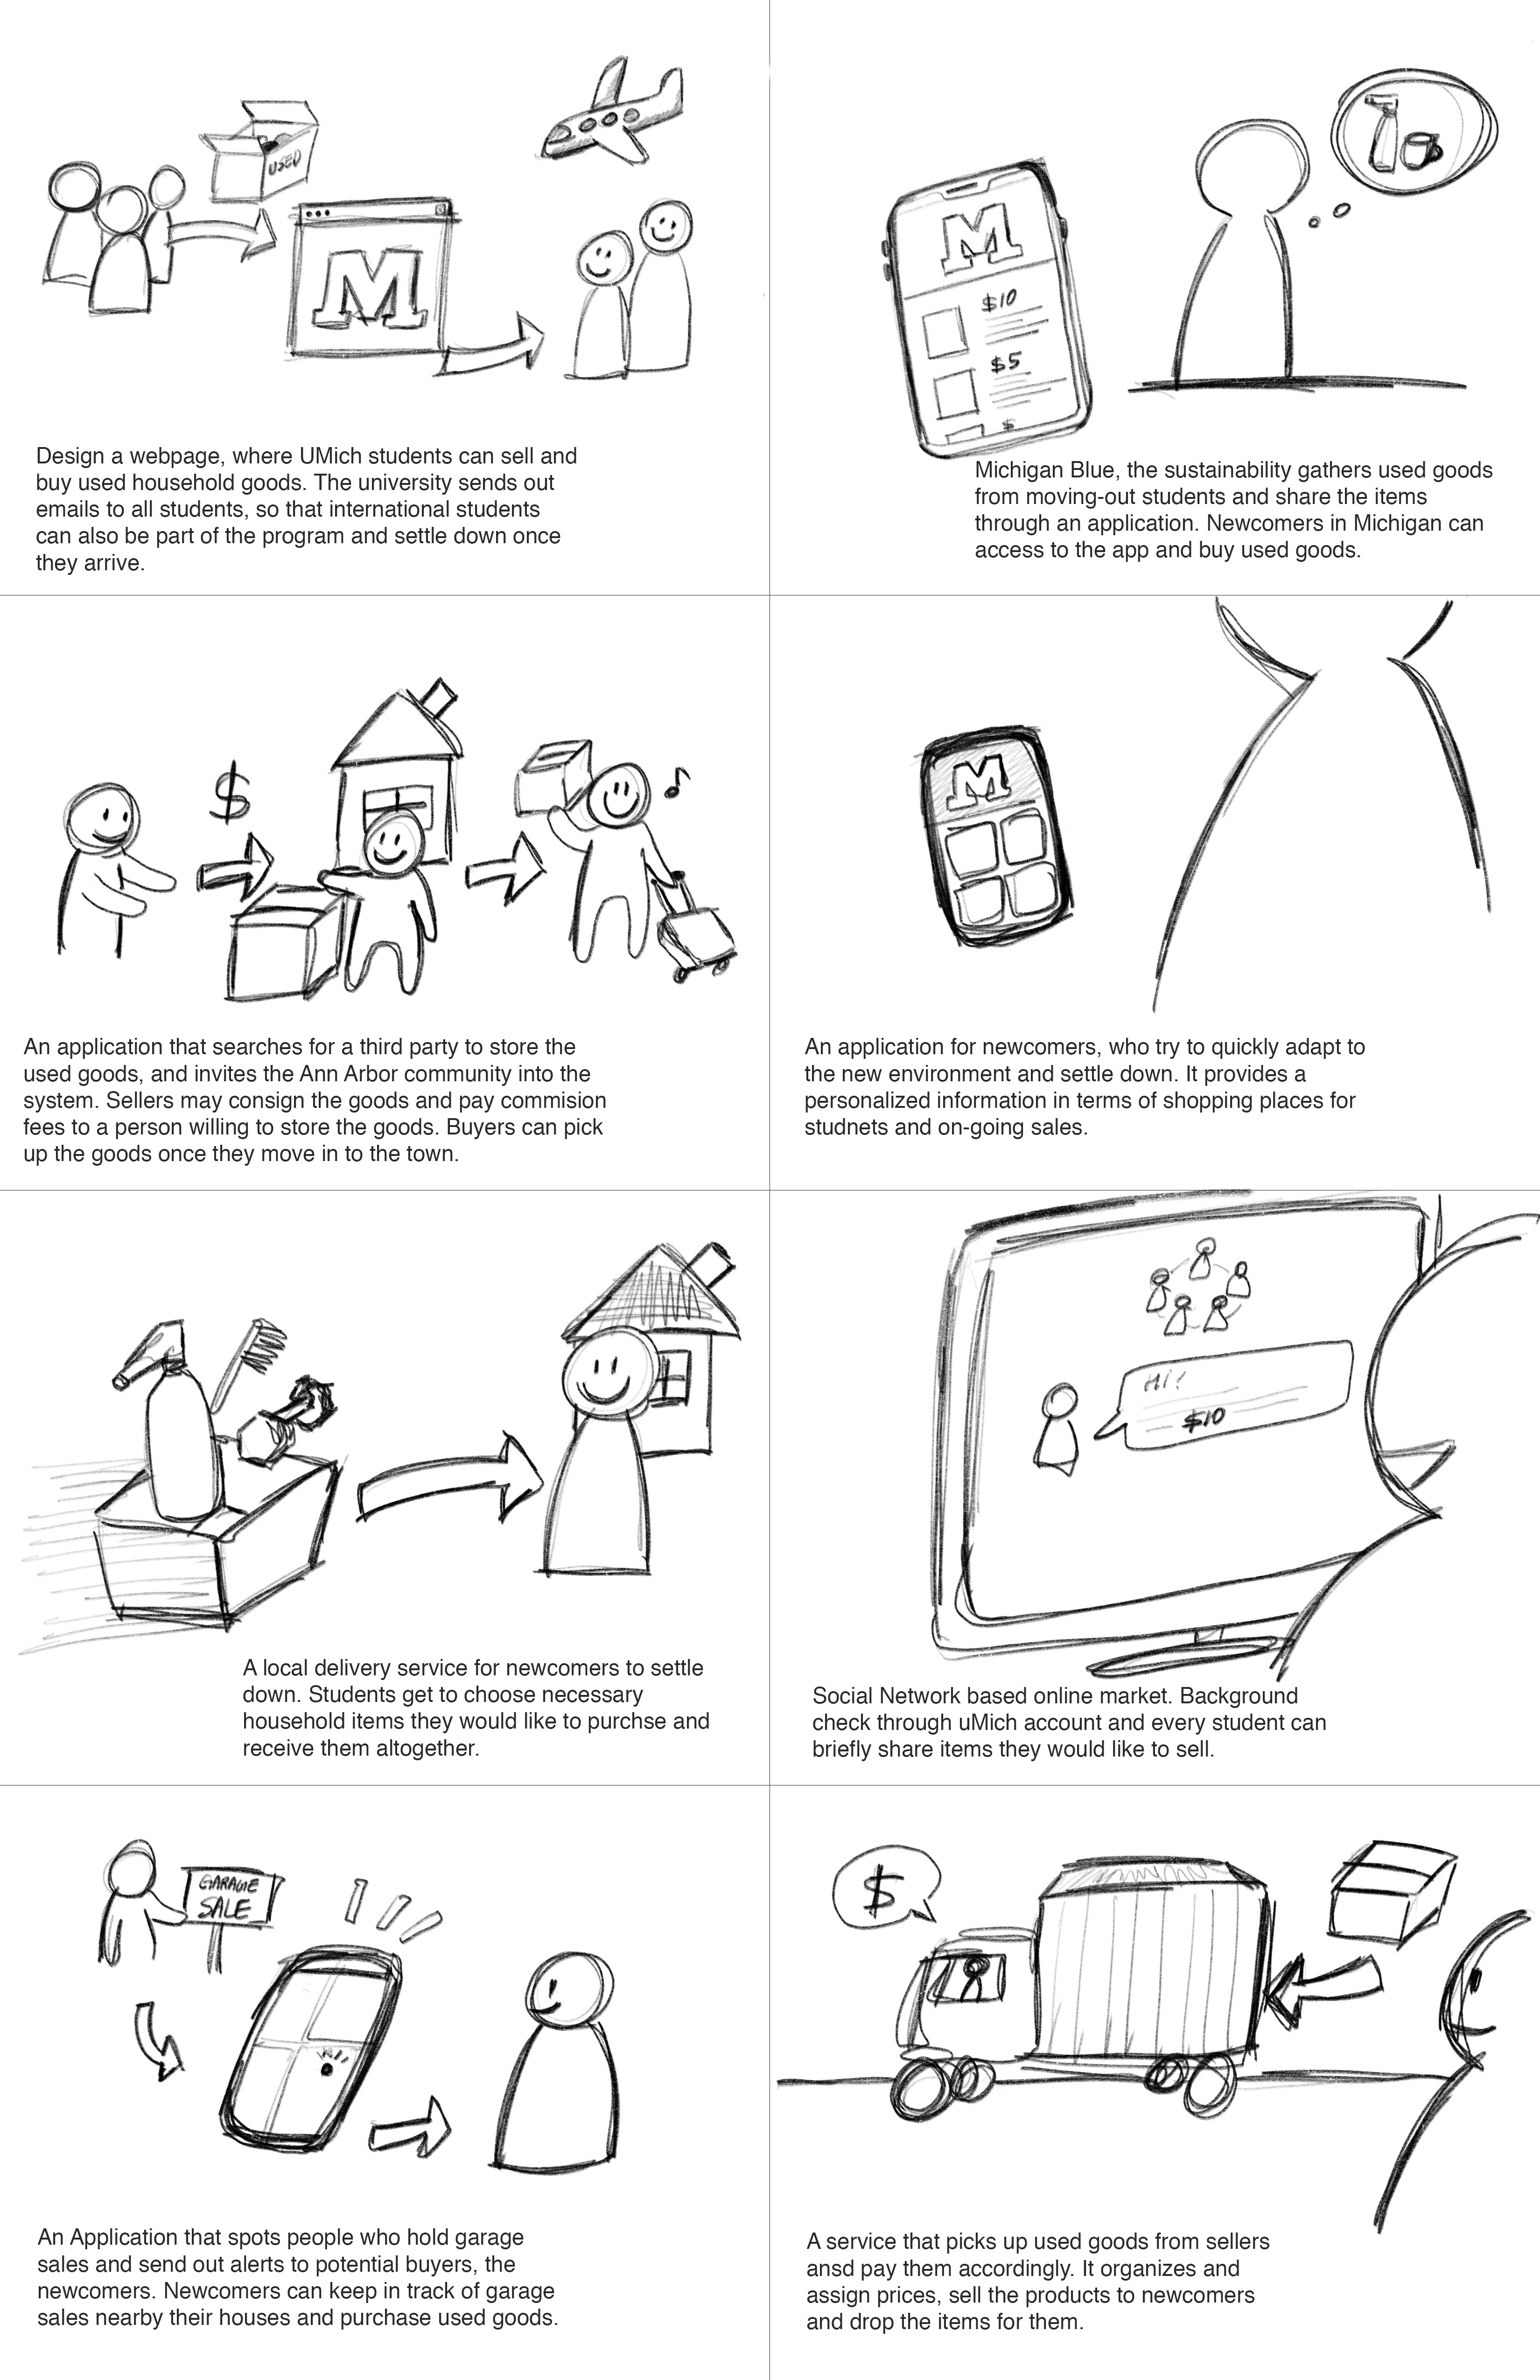 USED
M
Design a webpage, where UMich students can sell and
buy used household goods. The university sends out
emails to all students, so that international students
can also be part of the program and settle down once
they arrive.
M
$10
$5
$
Michigan Blue, the sustainability gathers used goods
from moving-out students and share the items
through an application. Newcomers in Michigan can
access to the app and buy used goods.
$
An application that searches for a third party to store the
used goods, and invites the Ann Arbor community into the
system. Sellers may consign the goods and pay commision
fees to a person willing to store the goods. Buyers can pick
up the goods once they move in to the town.
M
An application for newcomers, who try to quickly adapt to
the new environment and settle down. It provides a
personalized information in terms of shopping places for
studnets and on-going sales.
A local delivery service for newcomers to settle
down. Students get to choose necessary
household items they would like to purchse and
receive them altogether.
Hi!
$10
Social Network based online market. Background
check through uMich account and every student can
briefly share items they would like to sell.
GARAGE
SALE
An Application that spots people who hold garage
sales and send out alerts to potential buyers, the
newcomers. Newcomers can keep in track of garage
sales nearby their houses and purchase used goods.
$
A service that picks up used goods from sellers
ansd pay them accordingly. It organizes and
assign prices, sell the products to newcomers
and drop the items for them.